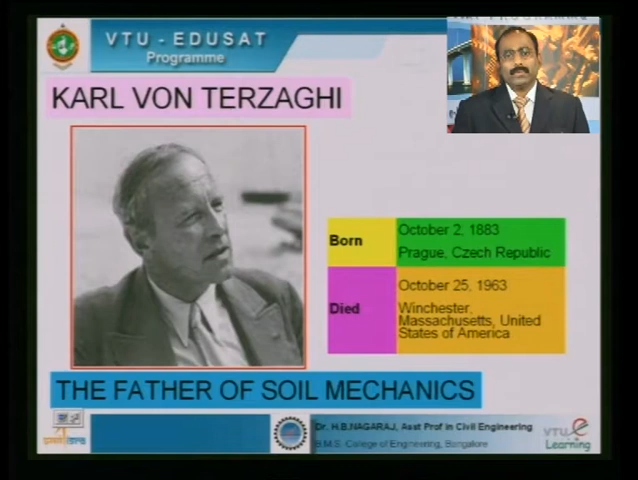 VTU - EDUSAT
Programme
KARL VON TERZAGHI
Born
October 2, 1883
Prague, Czech Republic
Died
October 25, 1963
Winchester,
Massachusetts, United
States of America
THE FATHER OF SOIL MECHANICS
Dr. H.B.NAGARAJ, Asst Prof in Civil Engineering
B.M.S. College of Engineering, Bangalore
VTU e
Learning